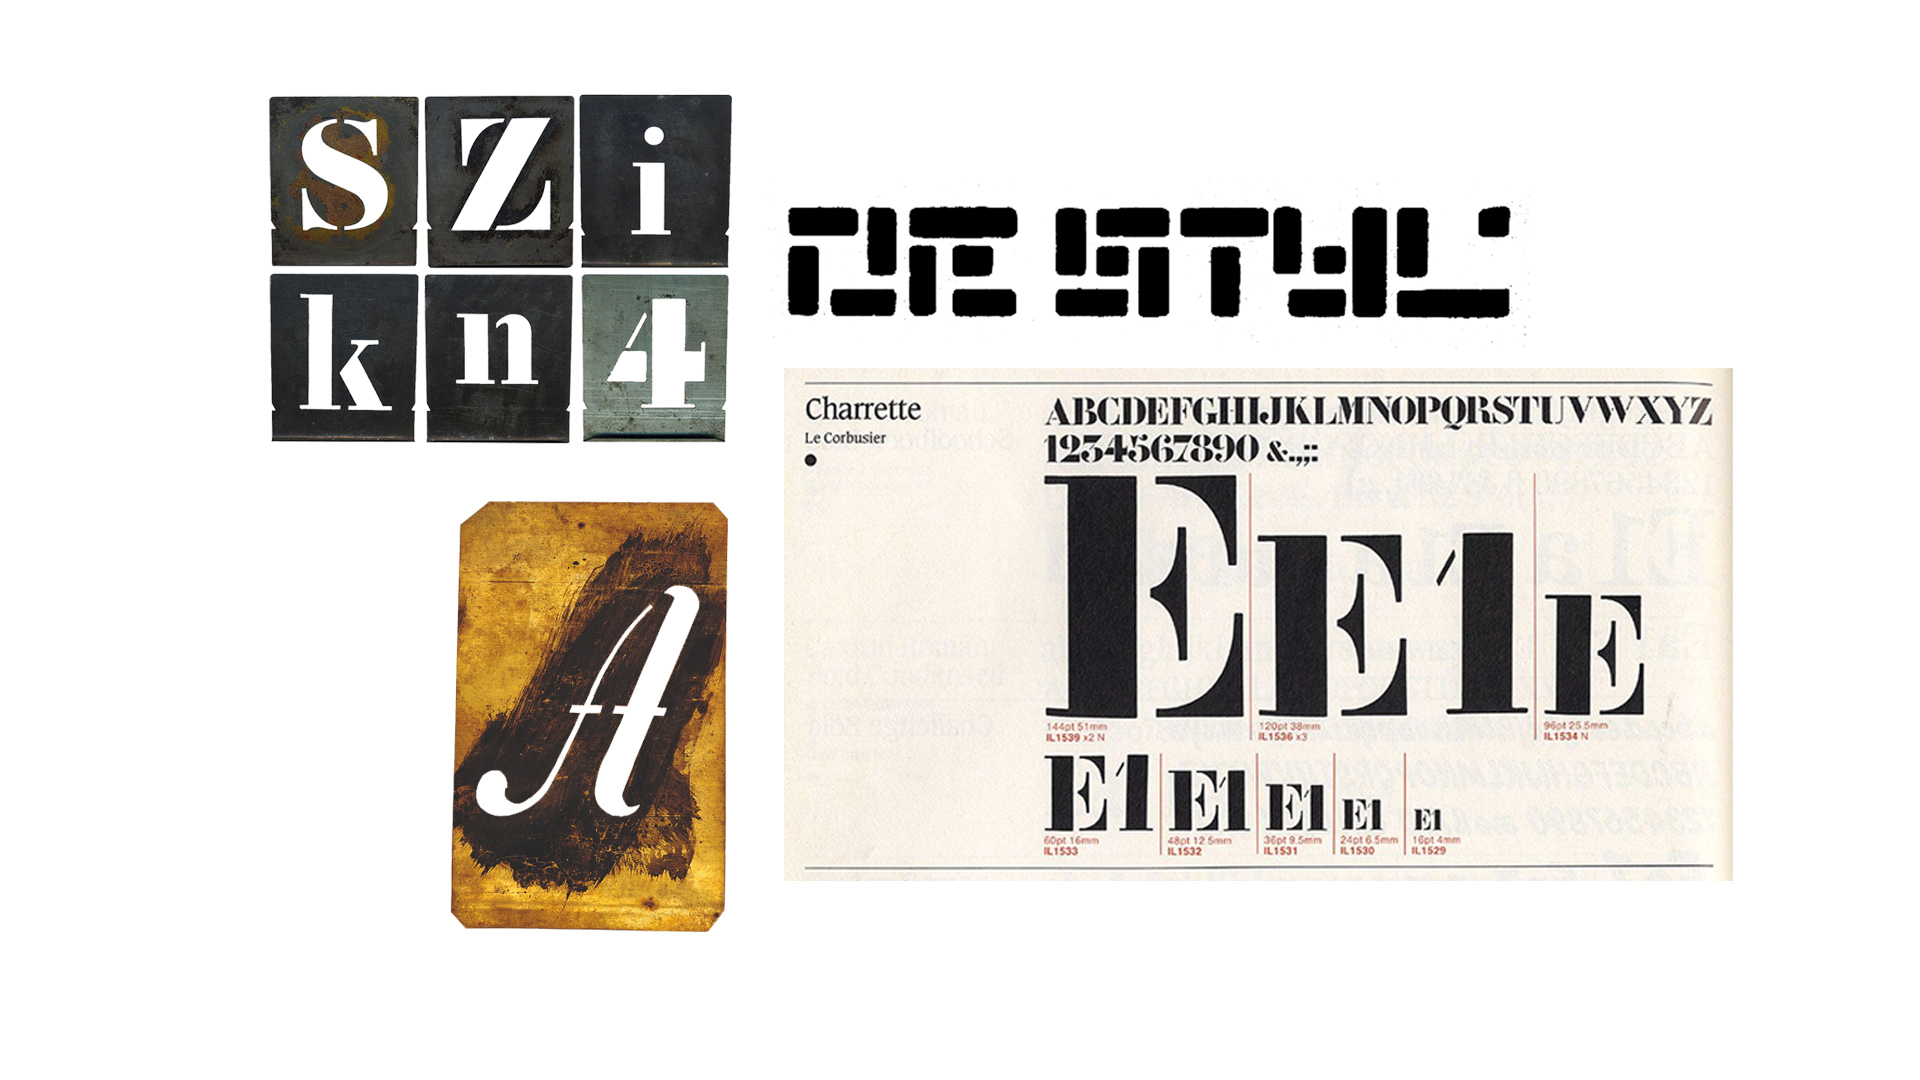 S Z i
k n 4
A
DE STYL
Charrette
Le Corbusier
ABCDEFGHIJKLMNOPQRSTUVWXYZ
1234567890 &.,;:
E E1 E
144pt 51mm 120pt 38mm 96pt 25.5mm
IL1539 x2 N IL1536 x3 IL1534 N
E1 E1 E1 E1 E1
60pt 16mm 48pt 12.5mm 36pt 9.5mm 24pt 6.5mm 16pt 4mm
IL1533 IL1532 IL1531 IL1530 IL1529